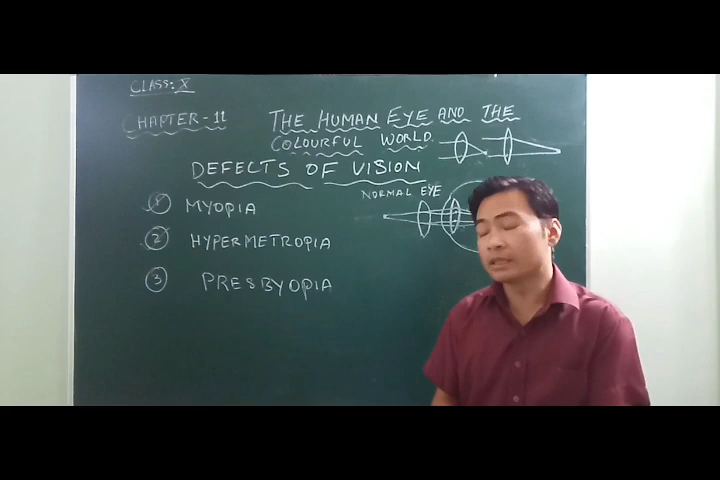 CLASS: X
CHAPTER-11 THE HUMAN EYE AND THE
COLOURFUL WORLD
DEFECTS OF VISION
NORMAL EYE
1 MYOPIA
2 HYPERMETROPIA
3 PRESBYOPIA